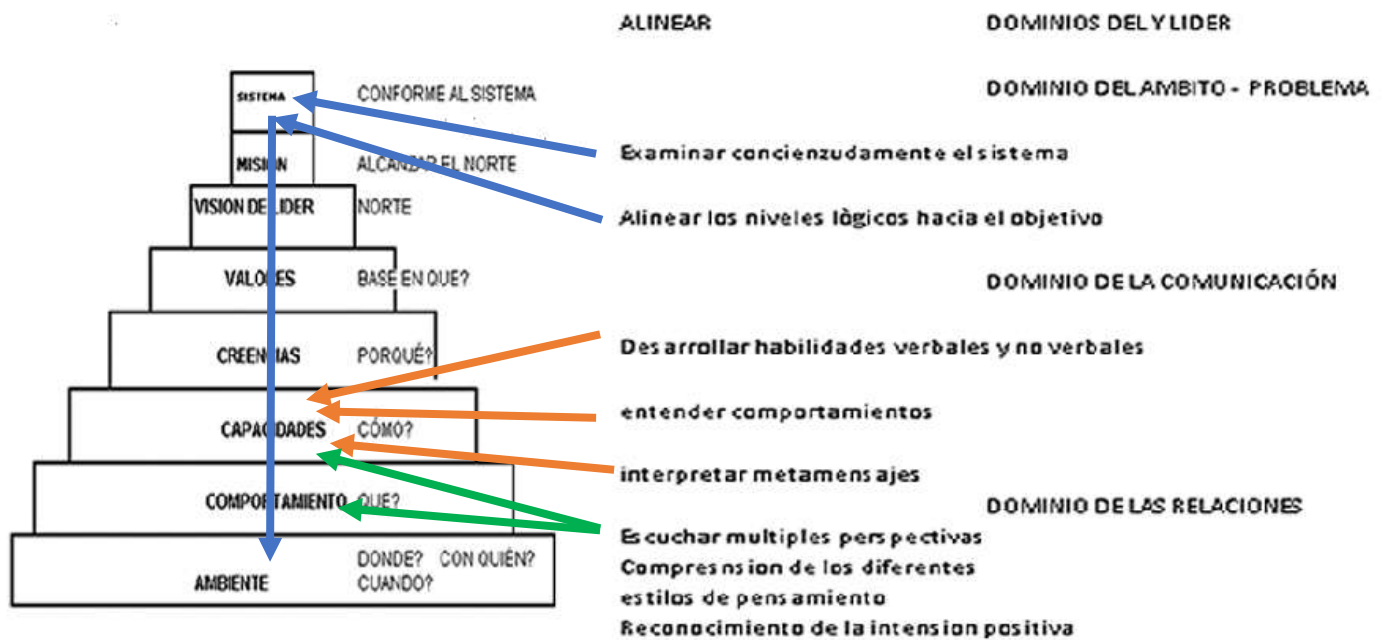 ALINEAR
DOMINIOS DEL Y LIDER
SISTEMA
CONFORME AL SISTEMA
DOMINIO DEL AMBITO - PROBLEMA
Examinar concienzudamente el sistema
MISION
ALCANZAR EL NORTE
VISION DE LIDER
NORTE
Alinear los niveles lògicos hacia el objetivo
VALORES
BASE EN QUE?
DOMINIO DE LA COMUNICACIÓN
CREENCIAS
PORQUÉ?
Desarrollar habilidades verbales y no verbales
entender comportamientos
CAPACIDADES
CÓMO?
interpretar metamensajes
COMPORTAMIENTO
QUE?
DOMINIO DE LAS RELACIONES
Escuchar multiples perspectivas
AMBIENTE
DONDE? CON QUIÉN?
CUANDO?
Compresnsion de los diferentes
estilos de pensamiento
Reconocimiento de la intension positiva